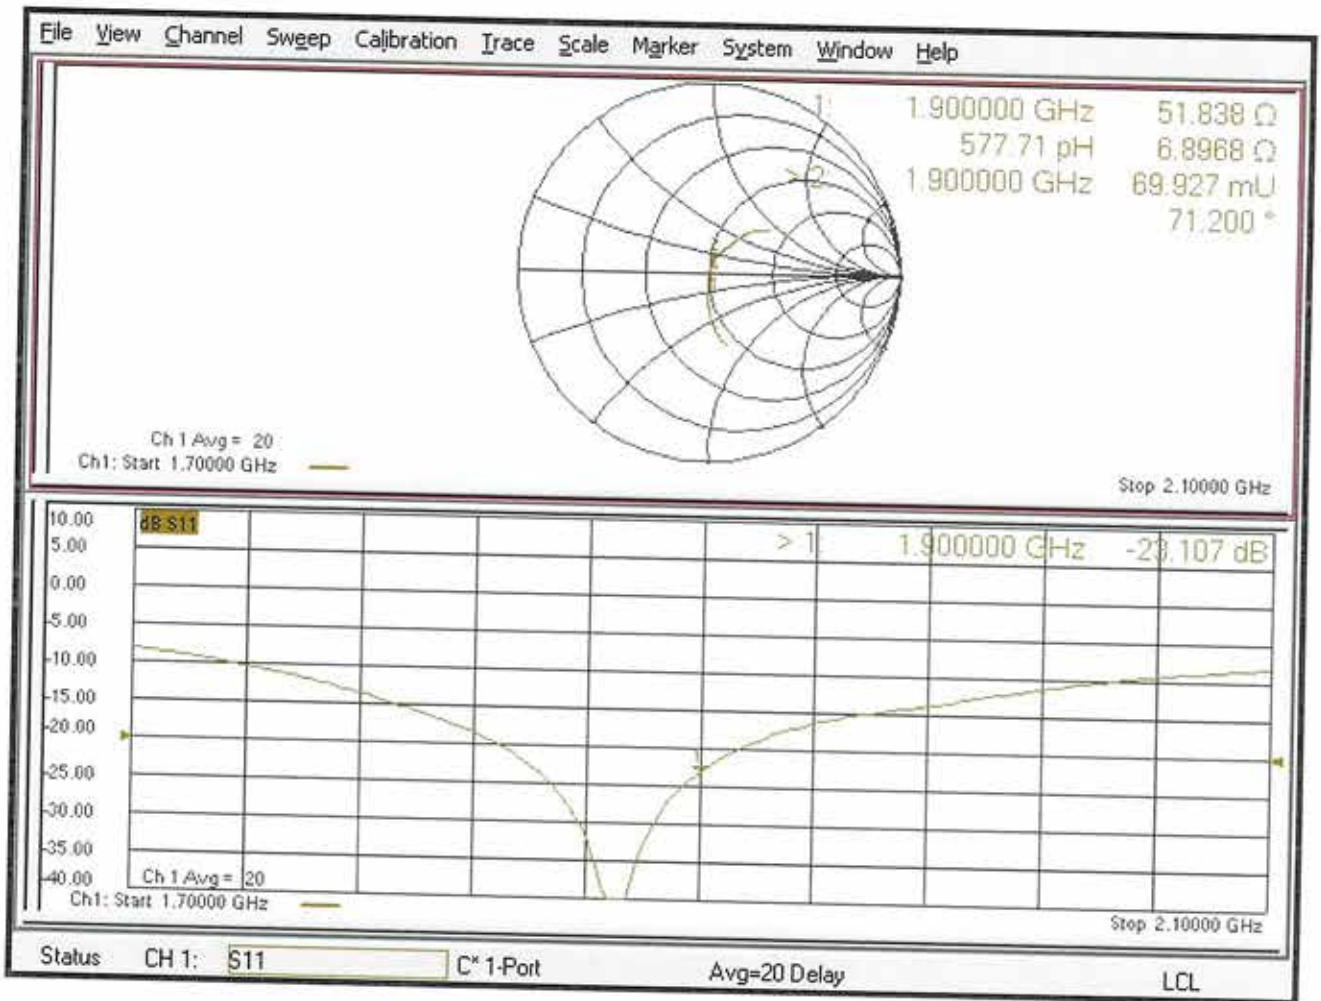 File View Channel Sweep Calibration Trace Scale Marker System Window Help
1: 1.900000 GHz 51.838 Ω
577.71 pH 6.8968 Ω
> 2: 1.900000 GHz 69.927 mU
71.200 °
Ch 1 Avg = 20
Ch1: Start 1.70000 GHz
Stop 2.10000 GHz
10.00
dB S11
> 1: 1.900000 GHz -23.107 dB
5.00
0.00
-5.00
-10.00
-15.00
-20.00
1
-25.00
-30.00
-35.00
-40.00
Ch 1 Avg = 20
Ch1: Start 1.70000 GHz
Stop 2.10000 GHz
Status CH 1: S11 C* 1-Port Avg=20 Delay LCL